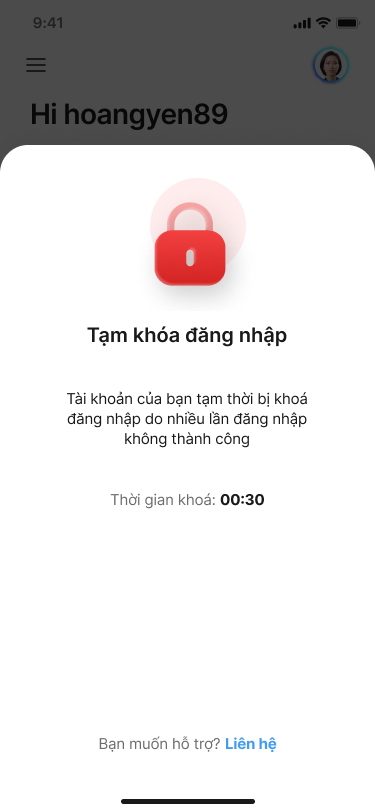 9:41
Hi hoangyen89
Tạm khóa đăng nhập
Tài khoản của bạn tạm thời bị khoá
đăng nhập do nhiều lần đăng nhập
không thành công
Thời gian khoá: 00:30
Bạn muốn hỗ trợ? Liên hệ